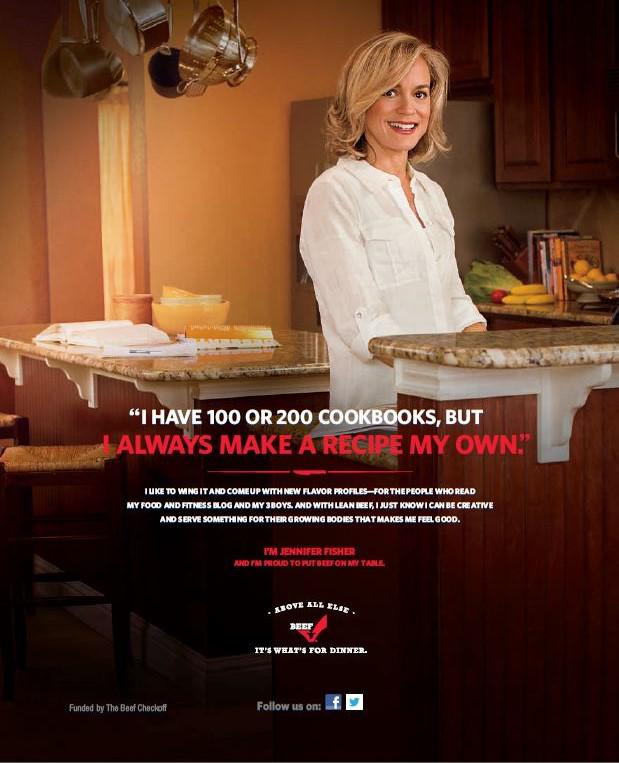 “I HAVE 100 OR 200 COOKBOOKS, BUT
I ALWAYS MAKE A RECIPE MY OWN.”
I LIKE TO WING IT AND COME UP WITH NEW FLAVOR PROFILES—FOR THE PEOPLE WHO READ
MY FOOD AND FITNESS BLOG AND MY 3 BOYS. AND WITH LEAN BEEF, I JUST KNOW I CAN BE CREATIVE
AND SERVE SOMETHING FOR THEIR GROWING BODIES THAT MAKES ME FEEL GOOD.
I’M JENNIFER FISHER
AND I’M PROUD TO PUT BEEF ON MY TABLE.
· ABOVE ALL ELSE ·
BEEF
IT’S WHAT’S FOR DINNER.
Funded by The Beef Checkoff
Follow us on: f